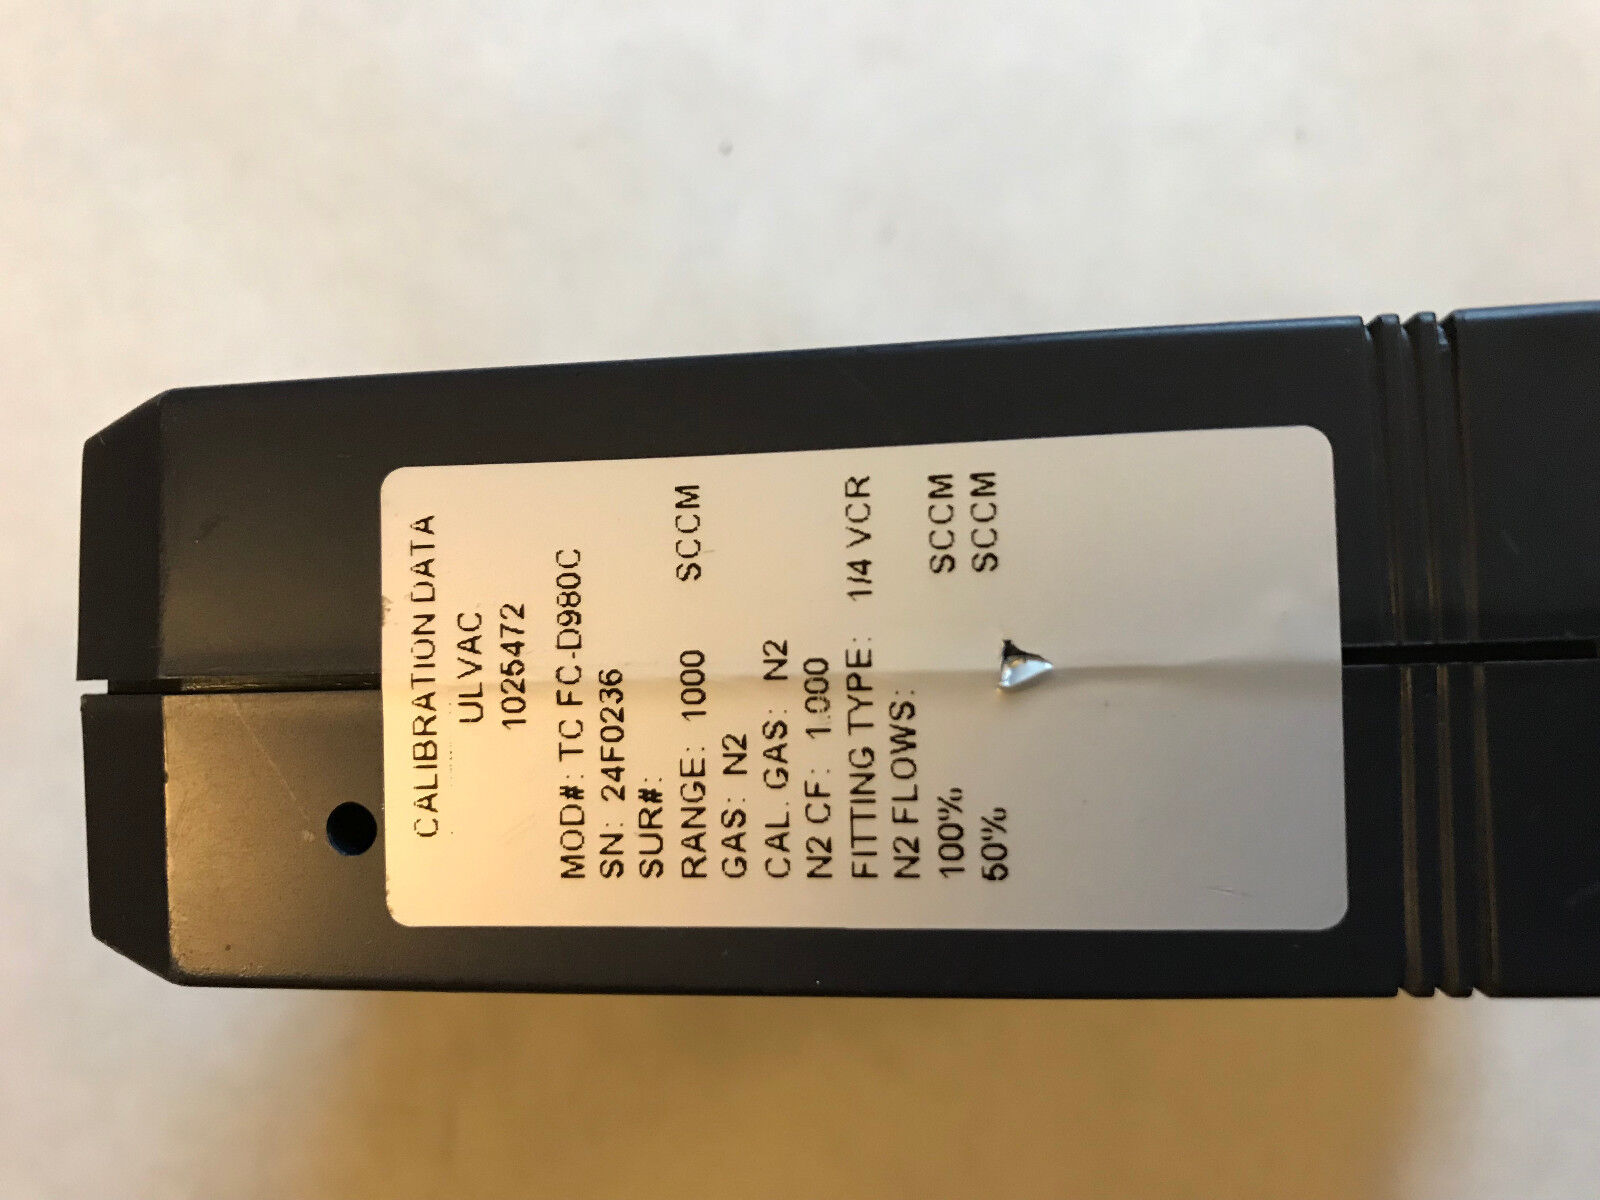 CALIBRATION DATA
ULVAC
1025472
MOD#: TC FC-D980C
SN: 24F0236
SUR#:
RANGE: 1000 SCCM
GAS: N2
CAL. GAS: N2
N2 CF: 1.000
FITTING TYPE: 1/4 VCR
N2 FLOWS:
100% SCCM
50% SCCM